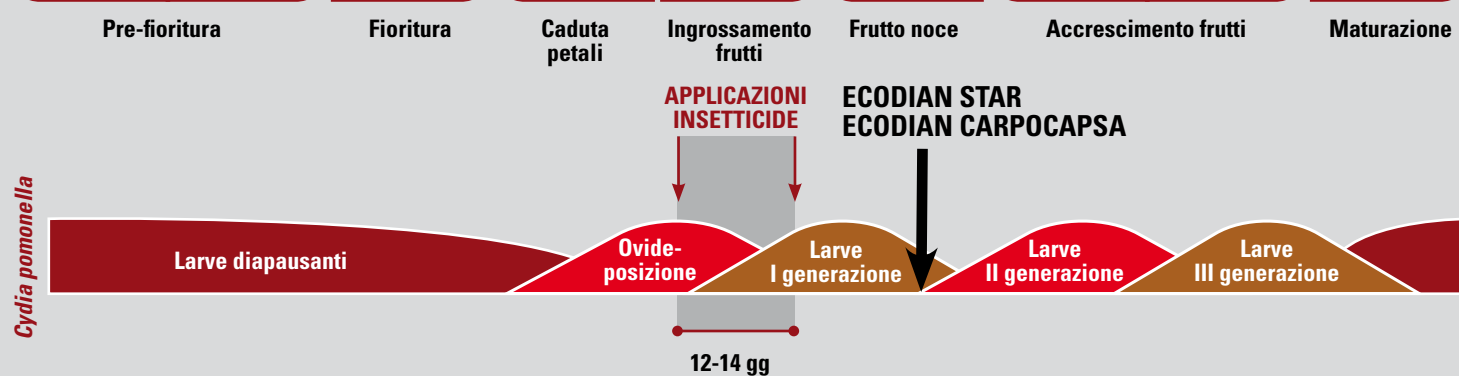 Pre-fioritura
Fioritura
Caduta
petali
Ingrossamento
frutti
Frutto noce
Accrescimento frutti
Maturazione
APPLICAZIONI
INSETTICIDE
ECODIAN STAR
ECODIAN CARPOCAPSA
Cydia pomonella
Larve diapausanti
Ovide-
posizione
Larve
I generazione
Larve
II generazione
Larve
III generazione
12-14 gg